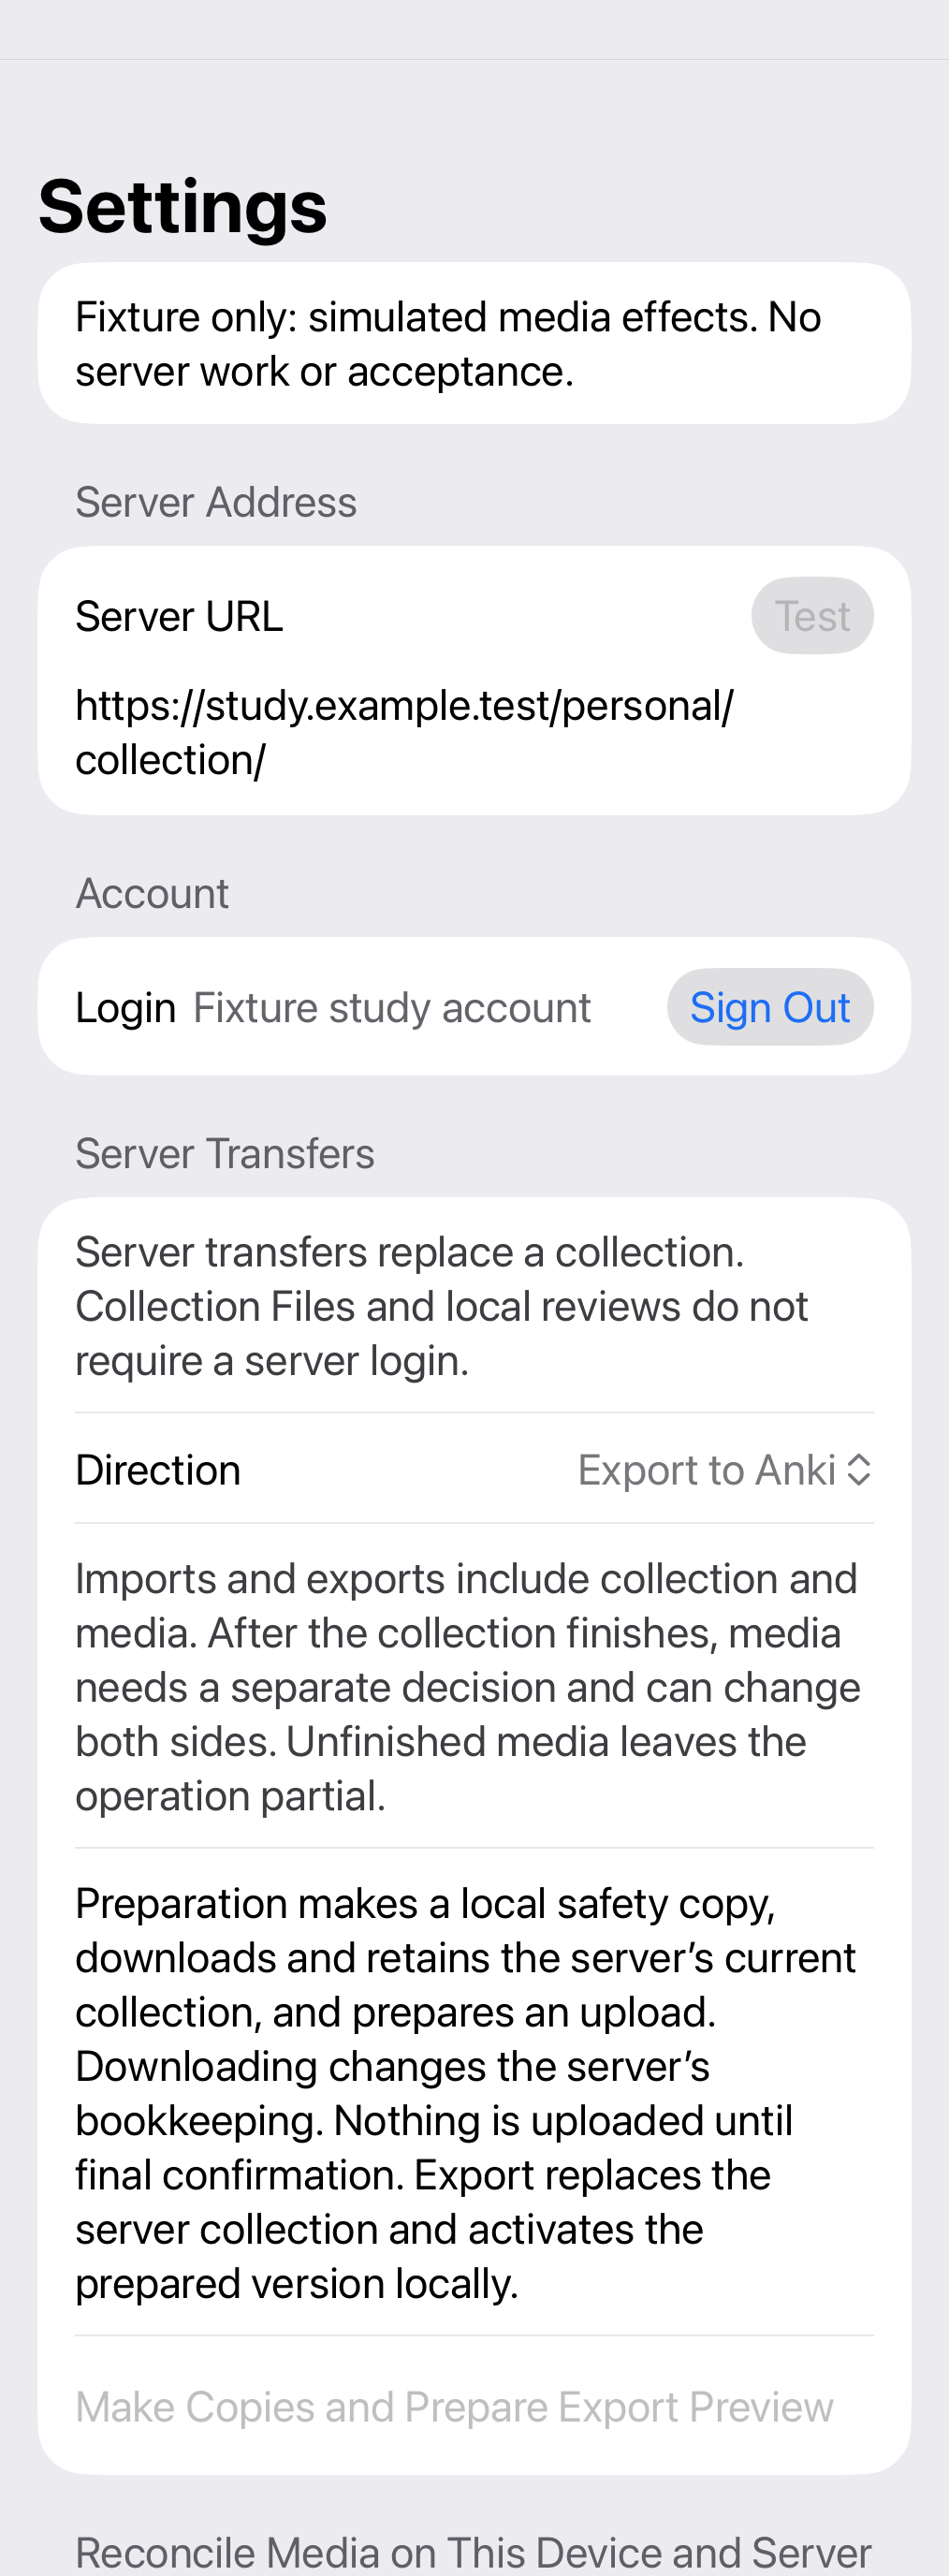 Settings
Fixture only: simulated media effects. No
server work or acceptance.
Server Address
Server URL
Test
https://study.example.test/personal/
collection/
Account
Login Fixture study account
Sign Out
Server Transfers
Server transfers replace a collection.
Collection Files and local reviews do not
require a server login.
Direction
Export to Anki
Imports and exports include collection and
media. After the collection finishes, media
needs a separate decision and can change
both sides. Unfinished media leaves the
operation partial.
Preparation makes a local safety copy,
downloads and retains the server’s current
collection, and prepares an upload.
Downloading changes the server’s
bookkeeping. Nothing is uploaded until
final confirmation. Export replaces the
server collection and activates the
prepared version locally.
Make Copies and Prepare Export Preview
Reconcile Media on This Device and Server